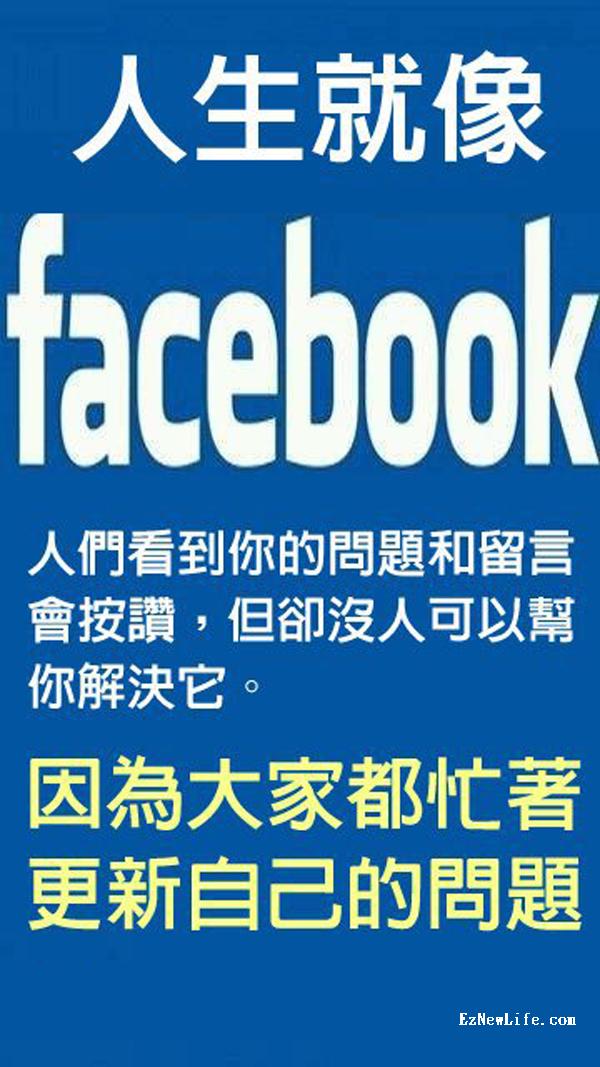 人生就像
facebook
人們看到你的問題和留言
會按讚，但卻沒人可以幫
你解決它。
因為大家都忙著
更新自己的問題
EzNewLife.com